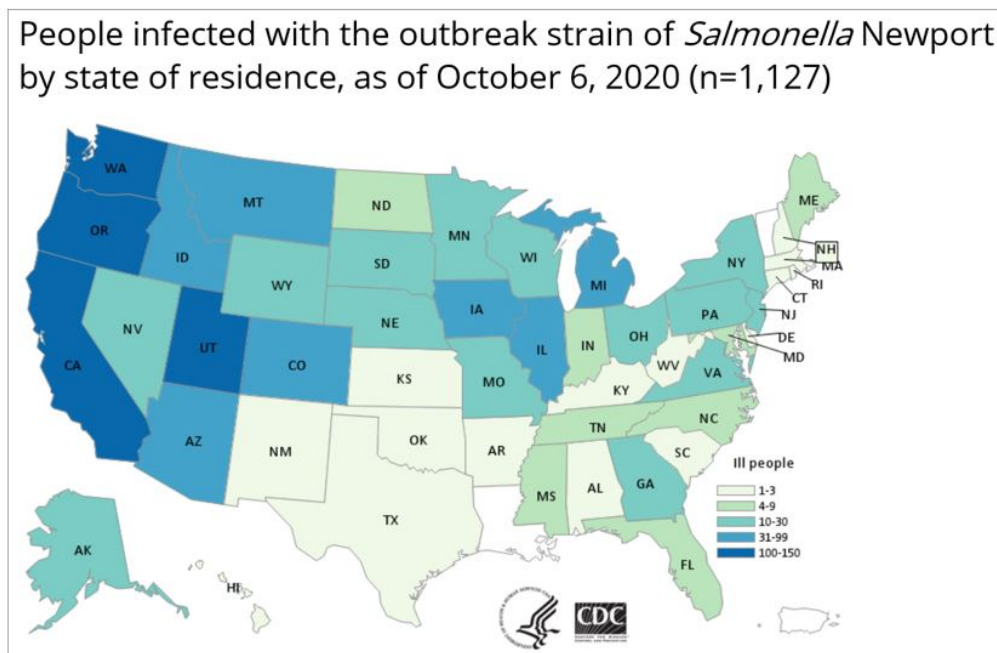 People infected with the outbreak strain of Salmonella Newport
by state of residence, as of October 6, 2020 (n=1,127)
WA
MT
ND
ME
OR
ID
MN
NH
MA
SD
WI
NY
RI
WY
MI
CT
IA
PA
NJ
NE
NV
OH
DE
UT
IL
IN
MD
CO
CA
WV
VA
KS
MO
KY
NC
TN
AZ
OK
NM
AR
SC
Ill people
MS
AL
GA
1-3
4-9
TX
10-30
31-99
AK
100-150
FL
HI
CDC